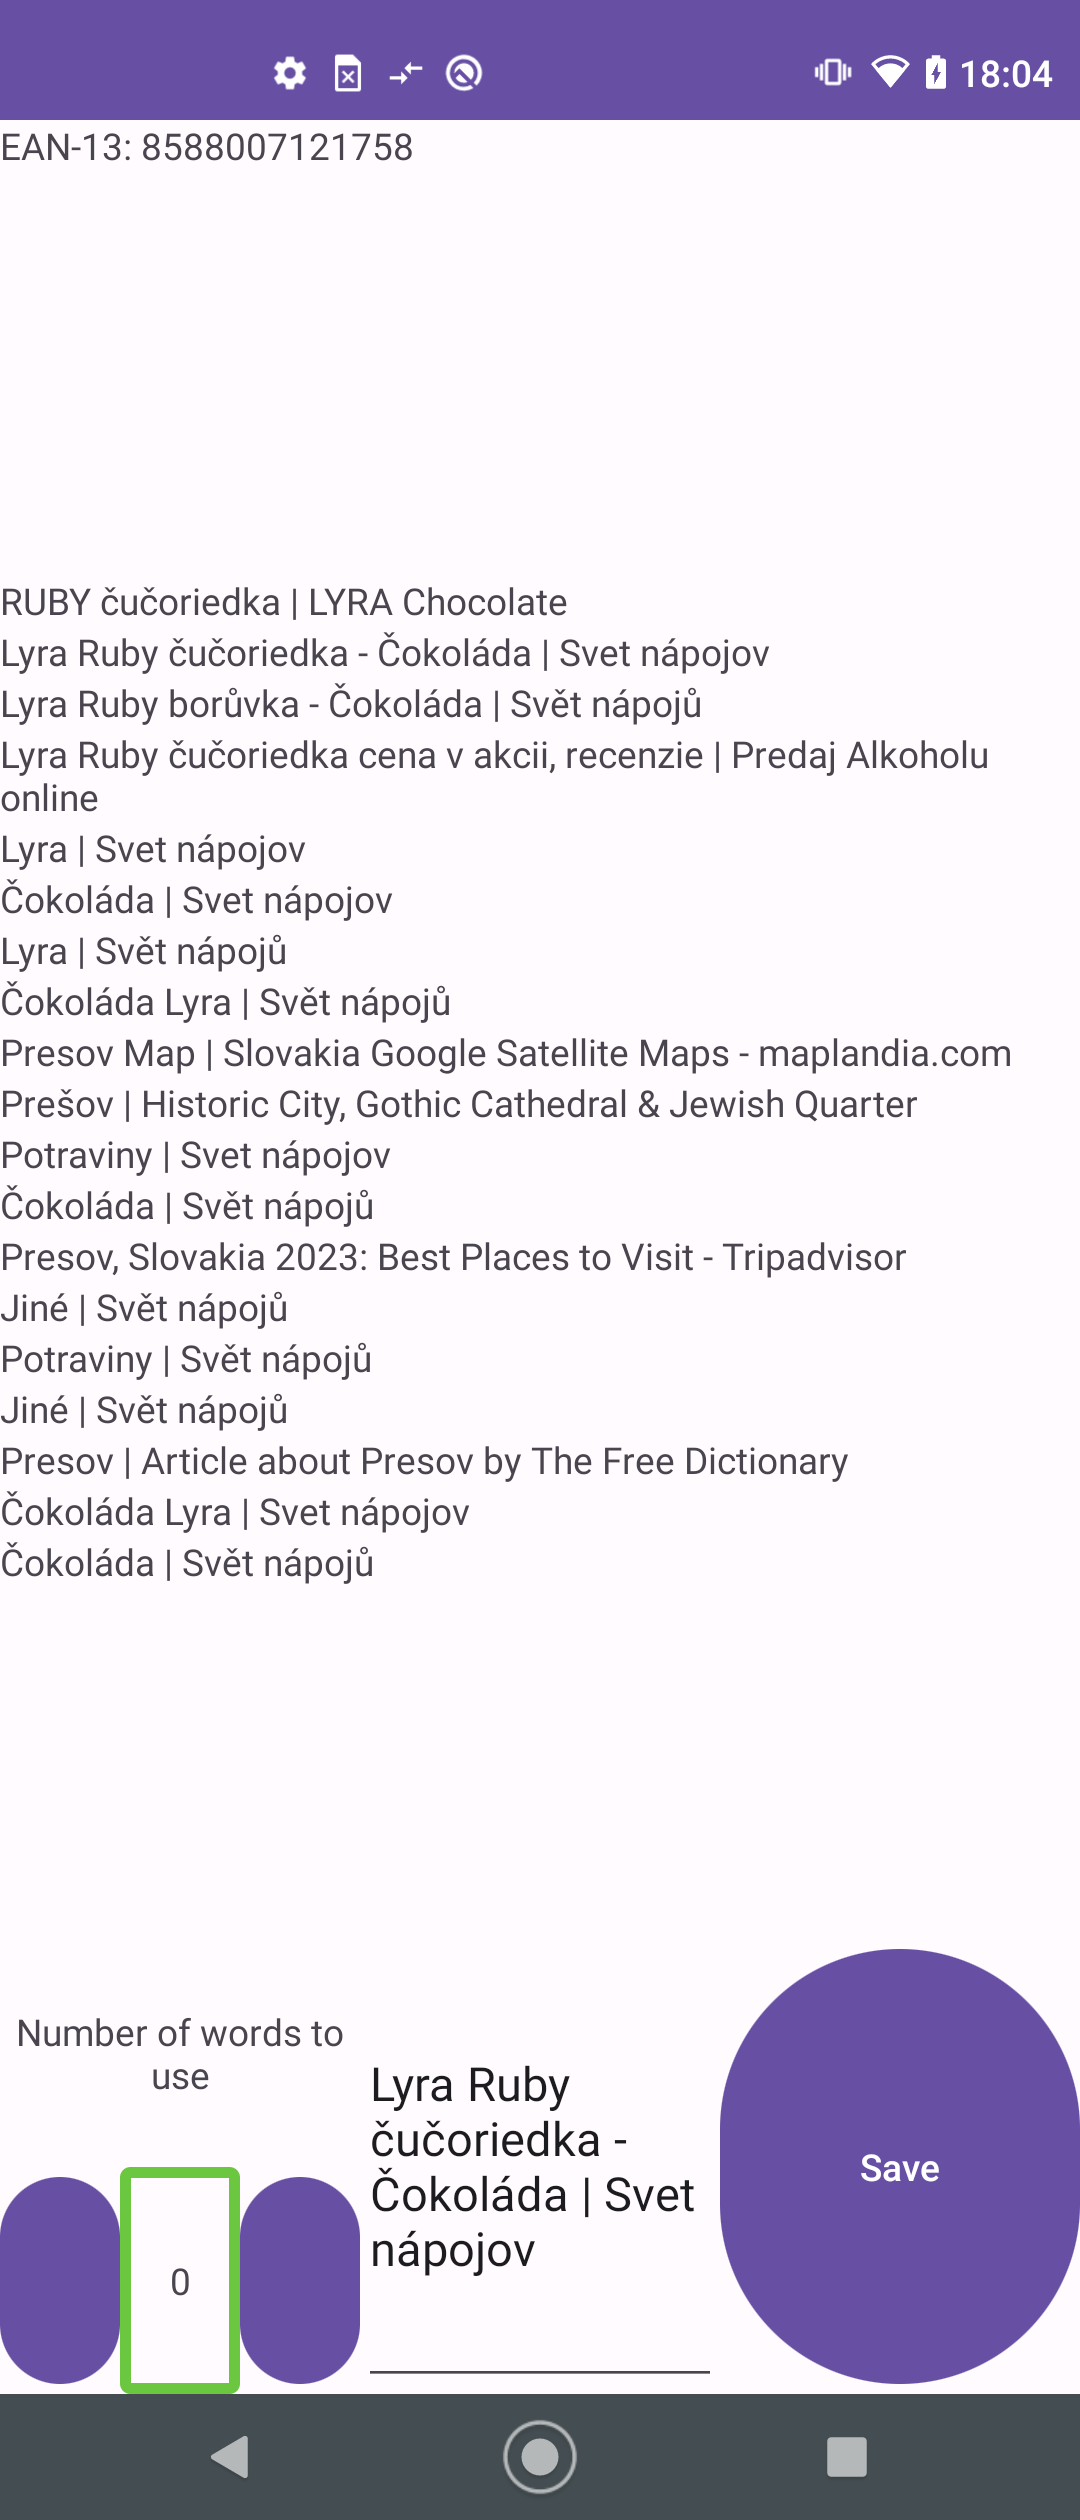 18:04
EAN-13: 8588007121758
RUBY čučoriedka | LYRA Chocolate
Lyra Ruby čučoriedka - Čokoláda | Svet nápojov
Lyra Ruby borůvka - Čokoláda | Svět nápojů
Lyra Ruby čučoriedka cena v akcii, recenzie | Predaj Alkoholu
online
Lyra | Svet nápojov
Čokoláda | Svet nápojov
Lyra | Svět nápojů
Čokoláda Lyra | Svět nápojů
Presov Map | Slovakia Google Satellite Maps - maplandia.com
Prešov | Historic City, Gothic Cathedral & Jewish Quarter
Potraviny | Svet nápojov
Čokoláda | Svět nápojů
Presov, Slovakia 2023: Best Places to Visit - Tripadvisor
Jiné | Svět nápojů
Potraviny | Svět nápojů
Jiné | Svět nápojů
Presov | Article about Presov by The Free Dictionary
Čokoláda Lyra | Svet nápojov
Čokoláda | Svět nápojů
Number of words to
use
0
Lyra Ruby
čučoriedka -
Čokoláda | Svet
nápojov
Save